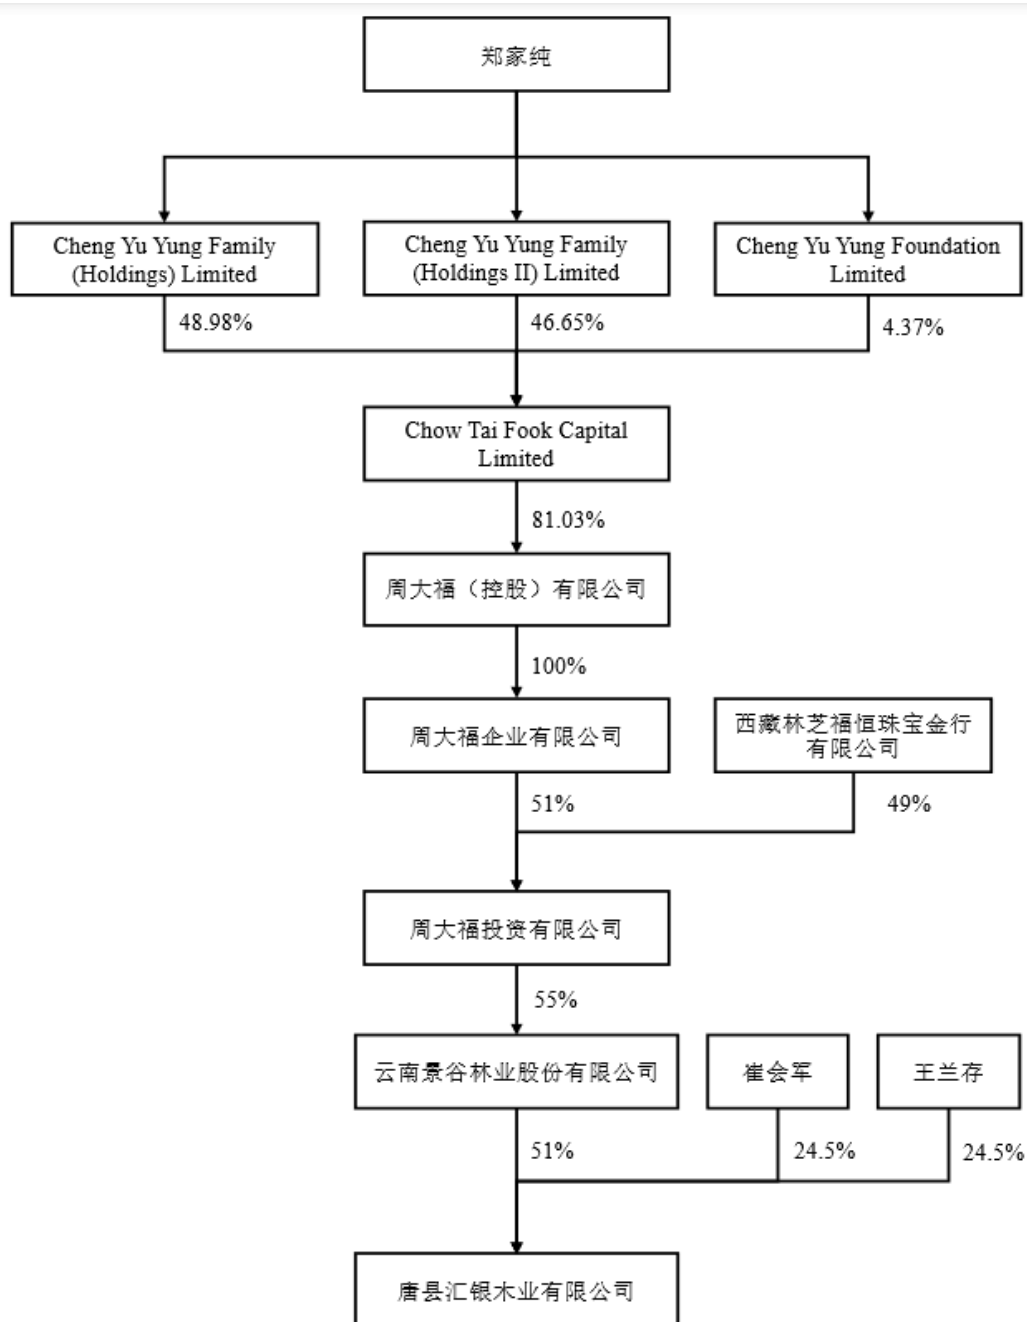 郑家纯
Cheng Yu Yung Family
(Holdings) Limited
Cheng Yu Yung Family
(Holdings II) Limited
Cheng Yu Yung Foundation
Limited
48.98%
46.65%
4.37%
Chow Tai Fook Capital
Limited
81.03%
周大福（控股）有限公司
100%
周大福企业有限公司
西藏林芝福恒珠宝金行
有限公司
51%
49%
周大福投资有限公司
55%
云南景谷林业股份有限公司
崔会军
王兰存
51%
24.5%
24.5%
唐县汇银木业有限公司